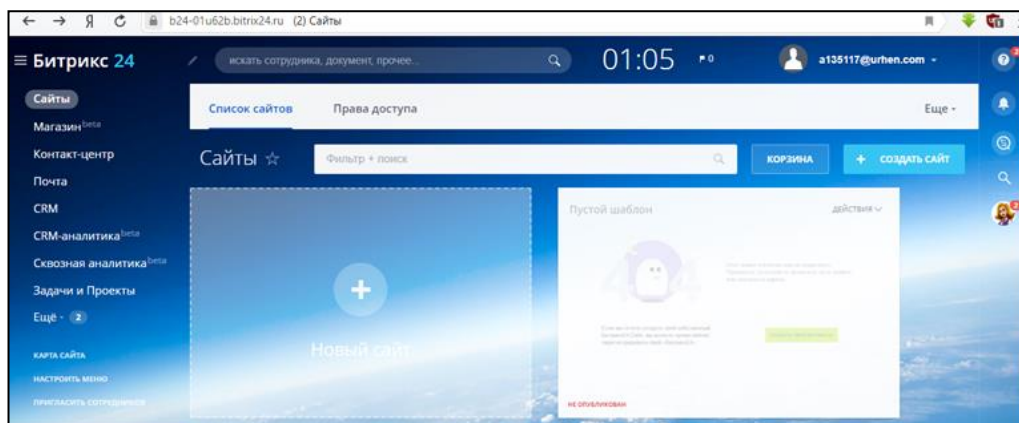 b24-01u62b.bitrix24.ru (2) Сайты
Битрикс 24
искать сотрудника, документ, прочее...
01:05
0
a135117@urhen.com
Сайты
Магазин beta
Контакт-центр
Почта
CRM
CRM-аналитика beta
Сквозная аналитика beta
Задачи и Проекты
Ещё - 2
КАРТА САЙТА
НАСТРОИТЬ МЕНЮ
ПРИГЛАСИТЬ СОТРУДНИКОВ
Список сайтов
Права доступа
Еще
Сайты
Фильтр + поиск
КОРЗИНА
+ СОЗДАТЬ САЙТ
Новый сайт
Пустой шаблон
ДЕЙСТВИЯ
404
НЕ ОПУБЛИКОВАН